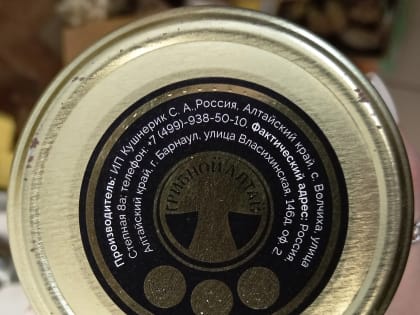 Производитель: ИП Кушнерик С. А.,Россия, Алтайский край , с. Волчиха, улица
Степная 8а; телефон: +7 (499)-938-50-10. Фактический адрес: Россия,
Алтайский край, г. Барнаул, улица Власихинская, 146д, оф. 2
ГРИБНОЙ АЛТАЙ